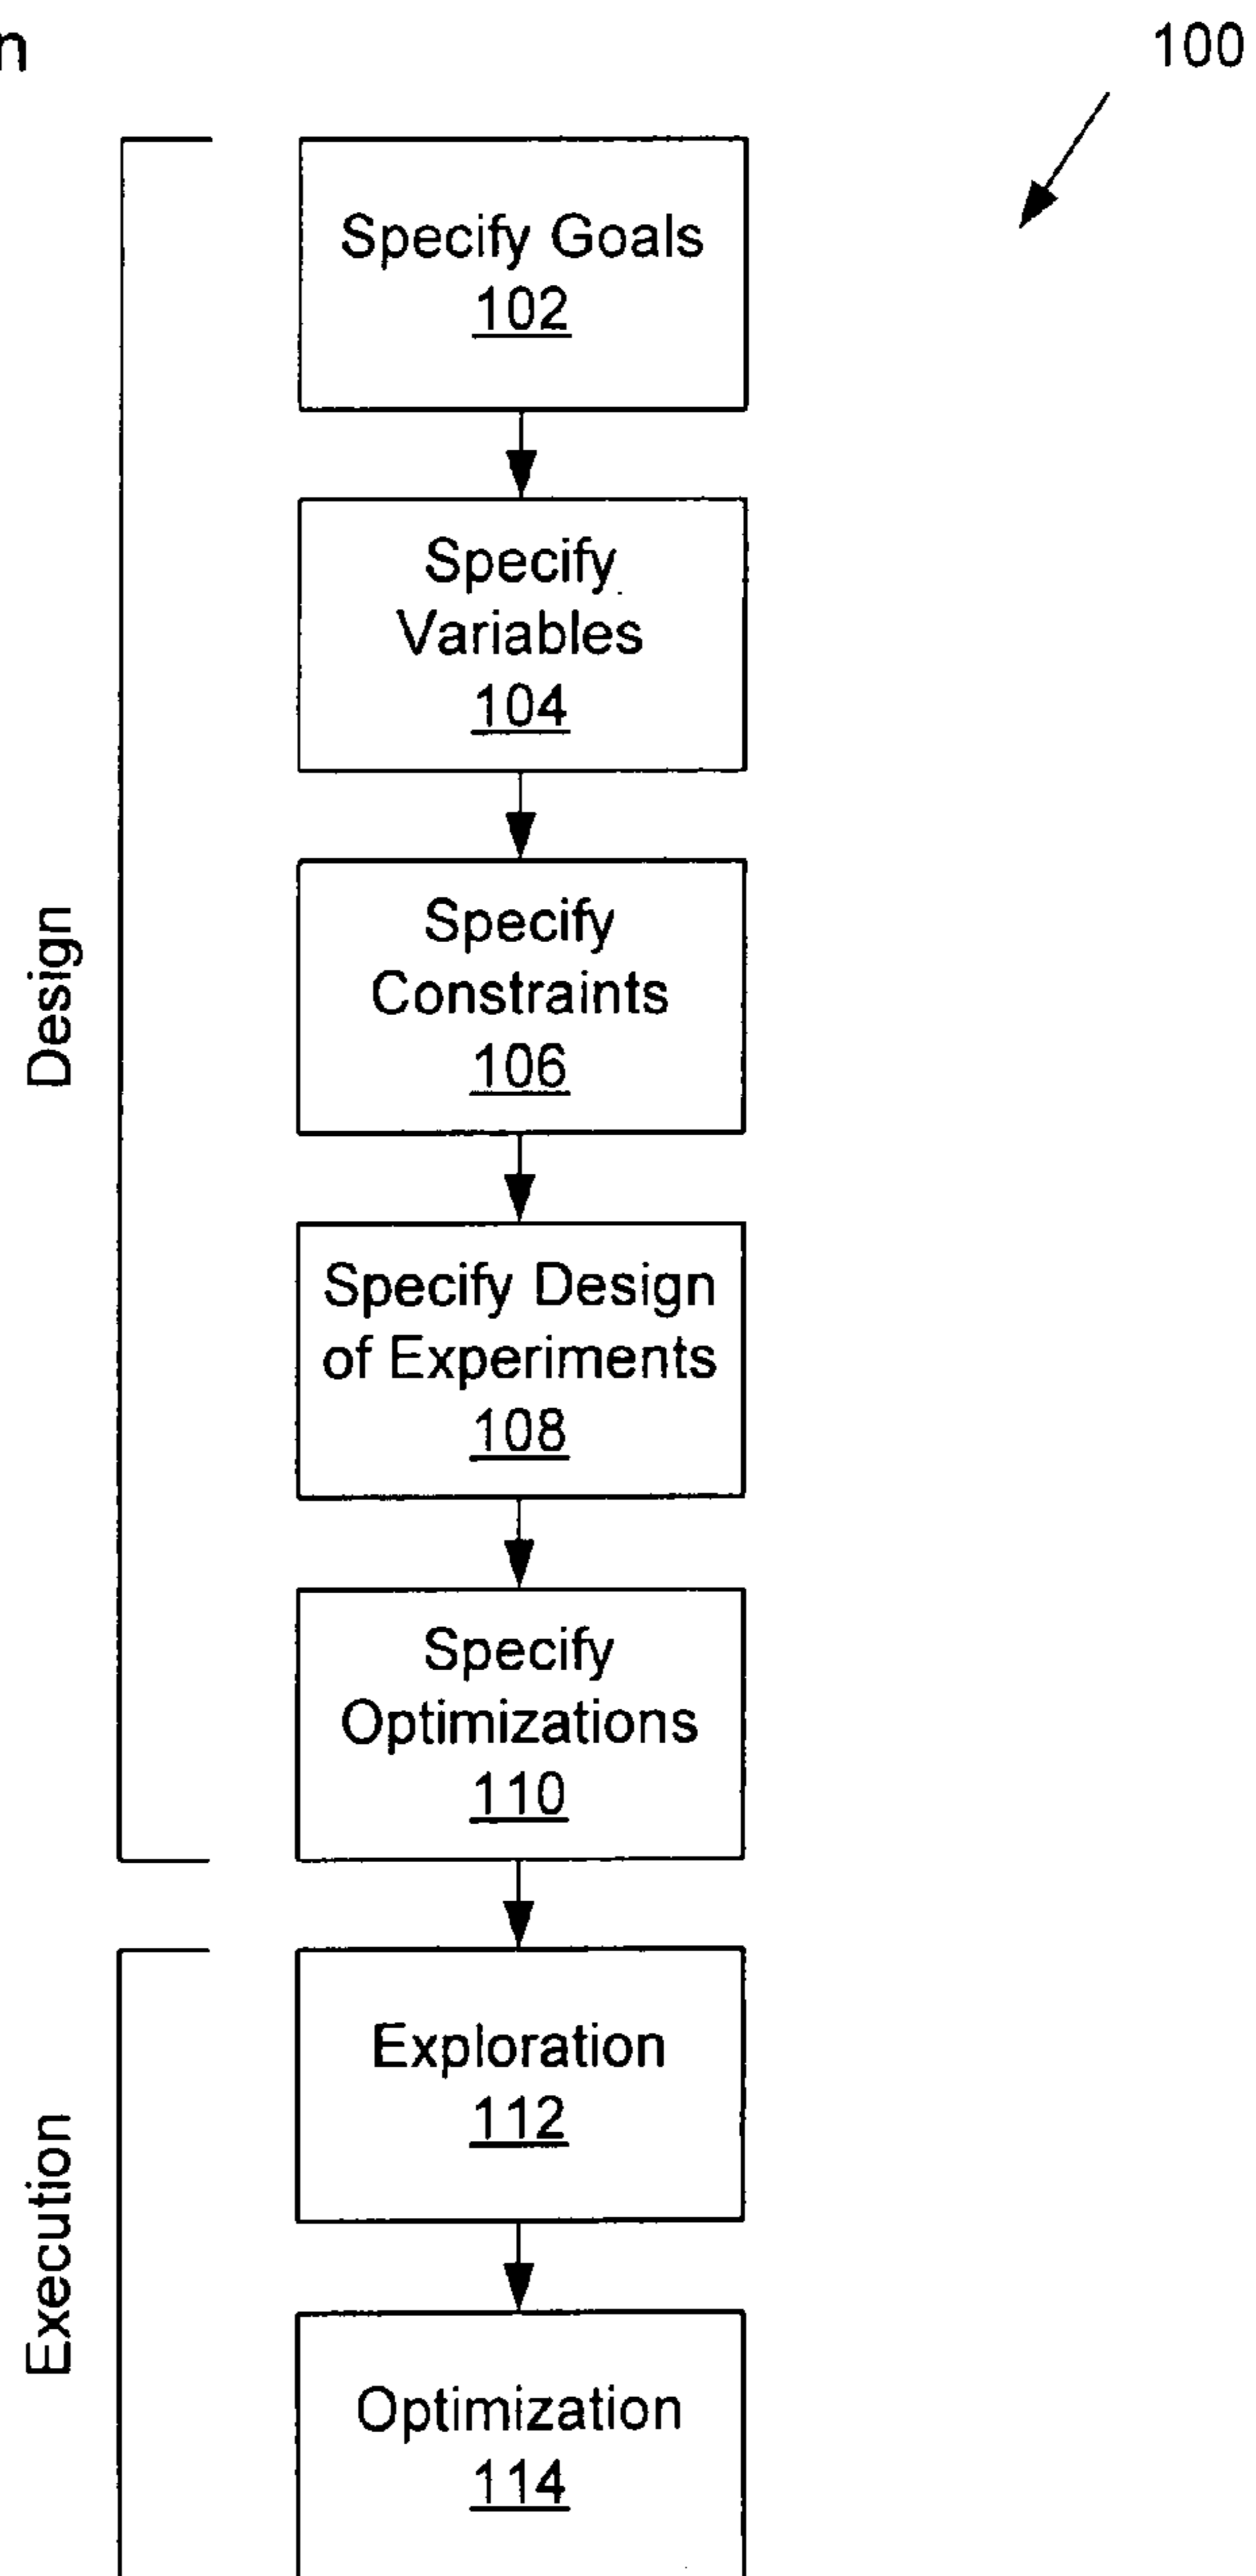 n
100
Specify Goals
102
Specify
Variables
104
Specify
Constraints
106
Design
Specify Design
of Experiments
108
Specify
Optimizations
110
Exploration
112
Execution
Optimization
114